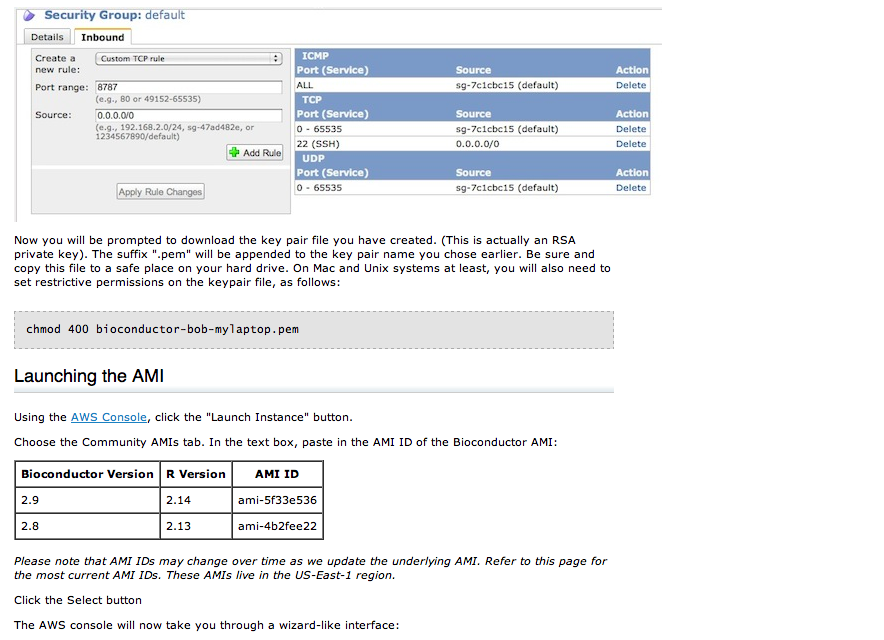 Security Group: default
Details Inbound
Create a new rule: Custom TCP rule
Port range: 8787
(e.g., 80 or 49152-65535)
Source: 0.0.0.0/0
(e.g., 192.168.2.0/24, sg-47ad482e, or
1234567890/default)
Add Rule
Apply Rule Changes
ICMP
Port (Service) Source Action
ALL sg-7c1cbc15 (default) Delete
TCP
Port (Service) Source Action
0 - 65535 sg-7c1cbc15 (default) Delete
22 (SSH) 0.0.0.0/0 Delete
UDP
Port (Service) Source Action
0 - 65535 sg-7c1cbc15 (default) Delete
Now you will be prompted to download the key pair file you have created. (This is actually an RSA
private key). The suffix ".pem" will be appended to the key pair name you chose earlier. Be sure and
copy this file to a safe place on your hard drive. On Mac and Unix systems at least, you will also need to
set restrictive permissions on the keypair file, as follows:
chmod 400 bioconductor-bob-mylaptop.pem
Launching the AMI
Using the AWS Console, click the "Launch Instance" button.
Choose the Community AMIs tab. In the text box, paste in the AMI ID of the Bioconductor AMI:
Bioconductor Version R Version AMI ID
2.9 2.14 ami-5f33e536
2.8 2.13 ami-4b2fee22
Please note that AMI IDs may change over time as we update the underlying AMI. Refer to this page for
the most current AMI IDs. These AMIs live in the US-East-1 region.
Click the Select button
The AWS console will now take you through a wizard-like interface: